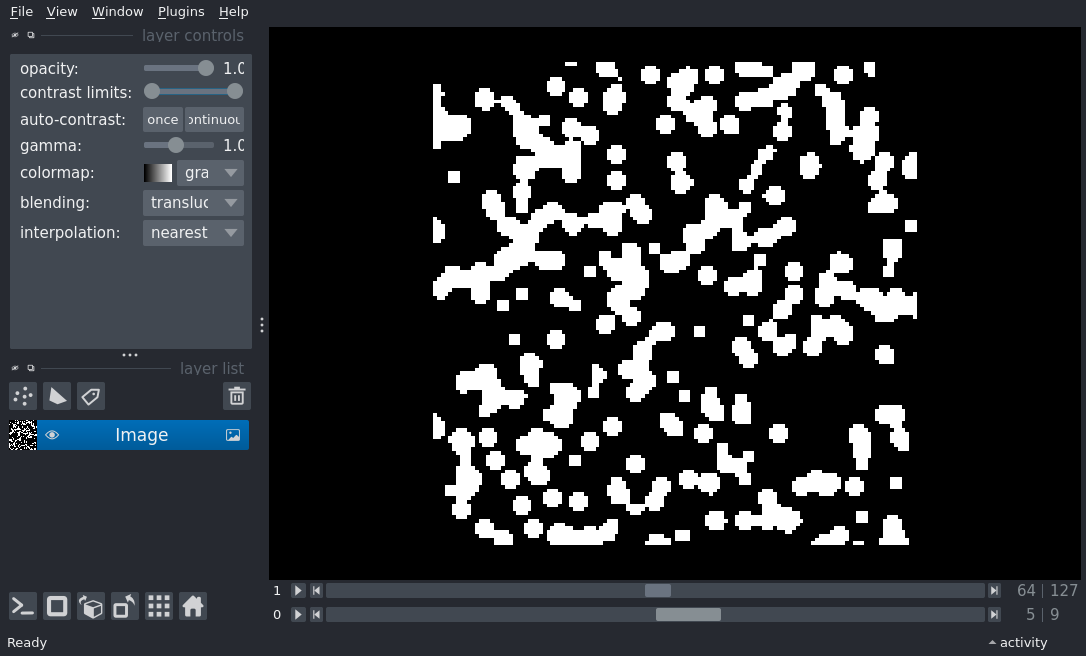 File View Window Plugins Help
layer controls
opacity: 1.0
contrast limits:
auto-contrast: once ontinuou
gamma: 1.0
colormap: gra
blending: transluc
interpolation: nearest
layer list
Image
1 64 | 127
0 5 | 9
Ready activity